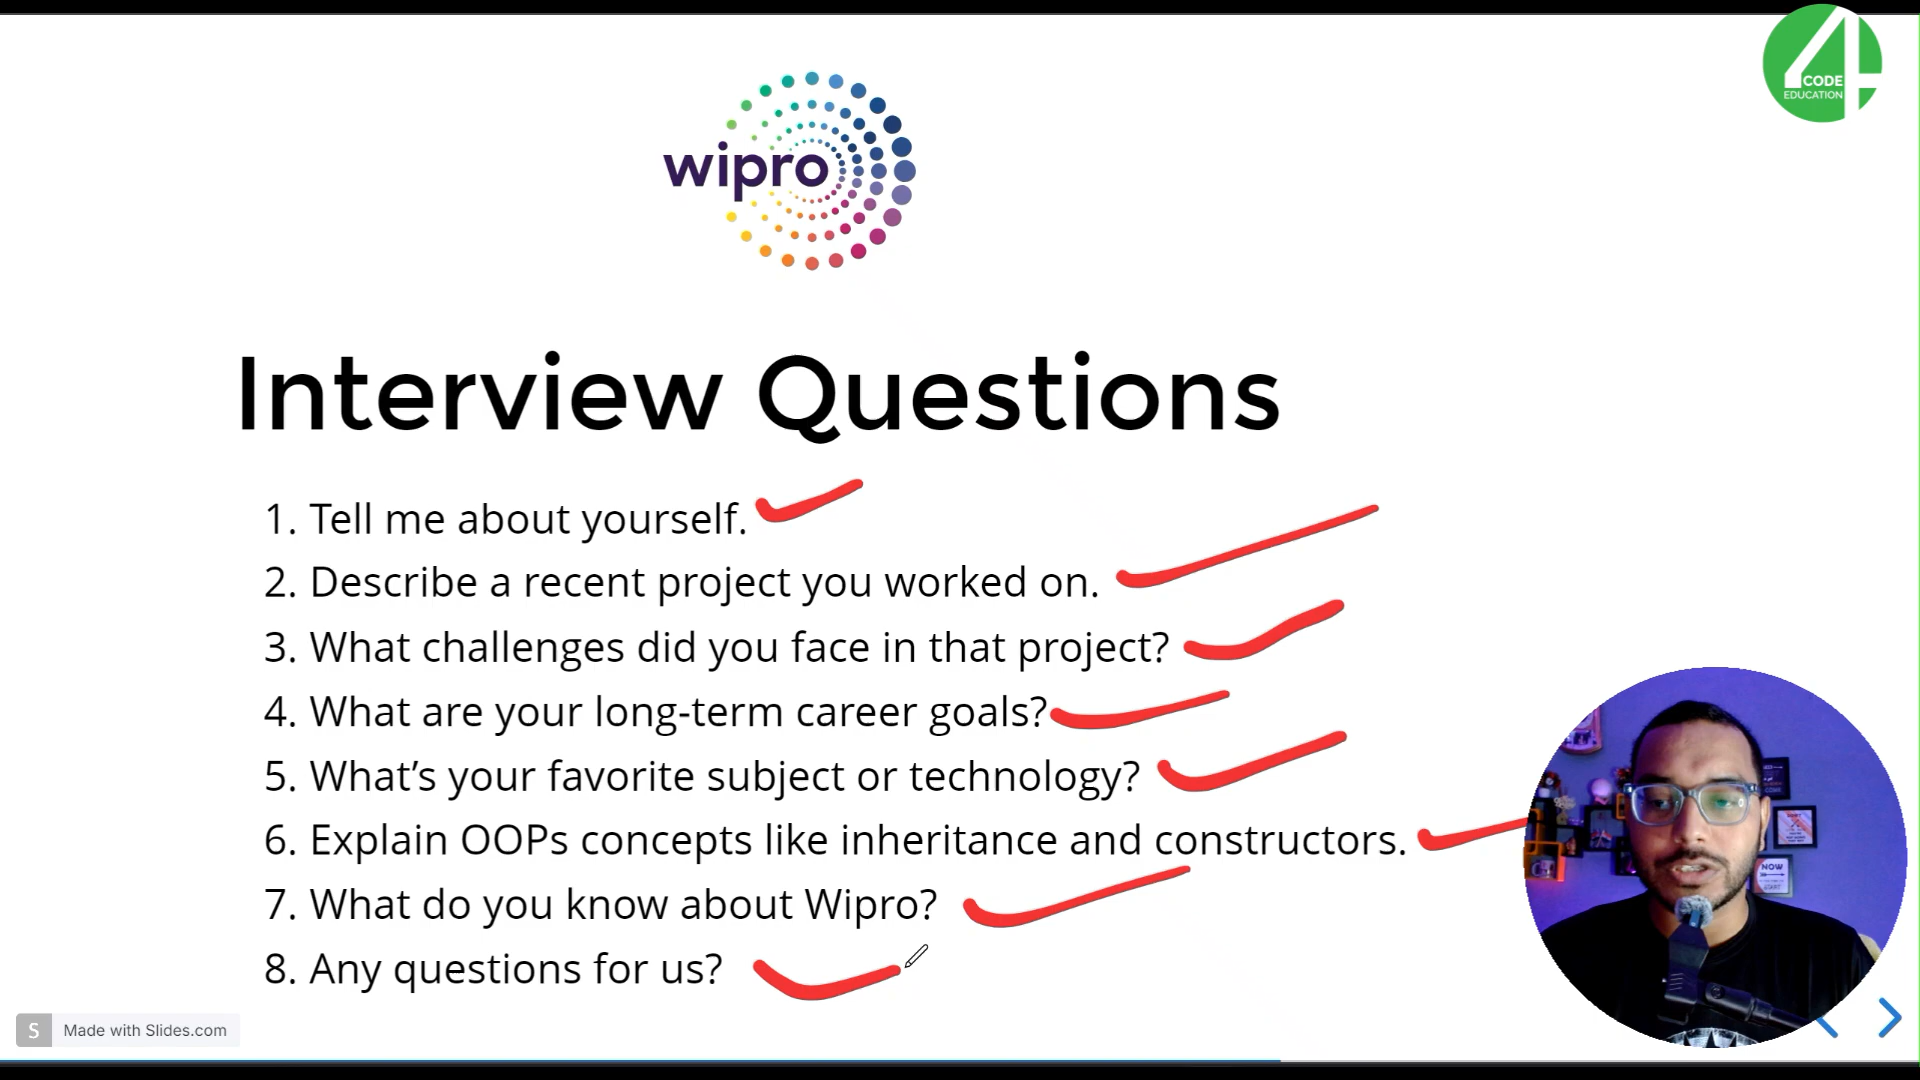 CODE
EDUCATION
wipro
Interview Questions
1. Tell me about yourself.
2. Describe a recent project you worked on.
3. What challenges did you face in that project?
4. What are your long-term career goals?
5. What’s your favorite subject or technology?
6. Explain OOPs concepts like inheritance and constructors.
7. What do you know about Wipro?
8. Any questions for us?
NOW
START
S Made with Slides.com